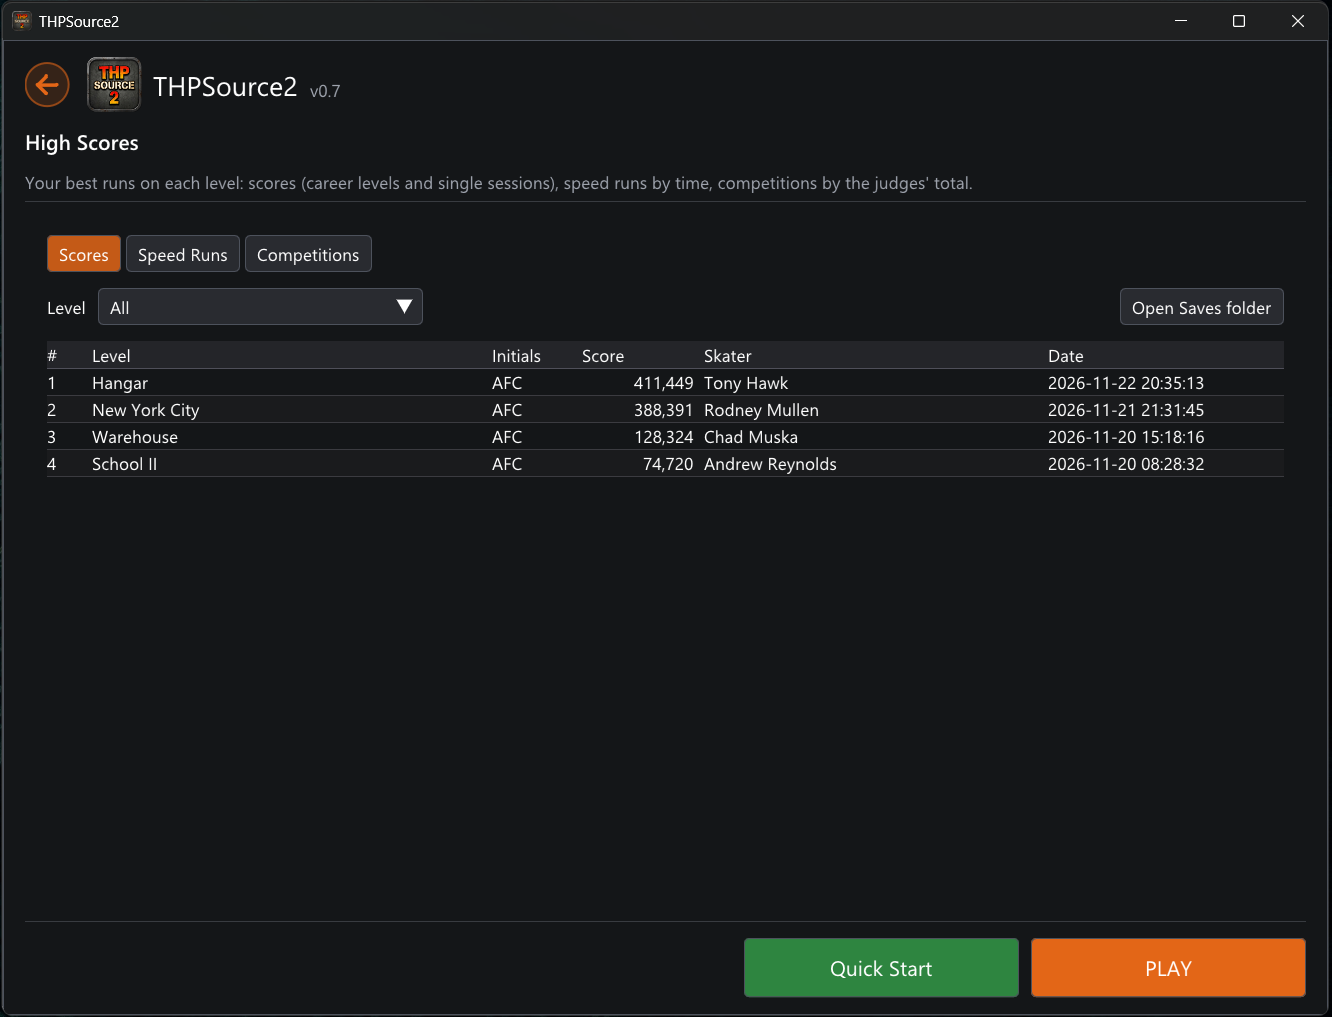 THPSource2
THP
SOURCE
2
THPSource2 v0.7
High Scores
Your best runs on each level: scores (career levels and single sessions), speed runs by time, competitions by the judges' total.
Scores Speed Runs Competitions
Level All Open Saves folder
# Level Initials Score Skater Date
1 Hangar AFC 411,449 Tony Hawk 2026-11-22 20:35:13
2 New York City AFC 388,391 Rodney Mullen 2026-11-21 21:31:45
3 Warehouse AFC 128,324 Chad Muska 2026-11-20 15:18:16
4 School II AFC 74,720 Andrew Reynolds 2026-11-20 08:28:32
Quick Start PLAY